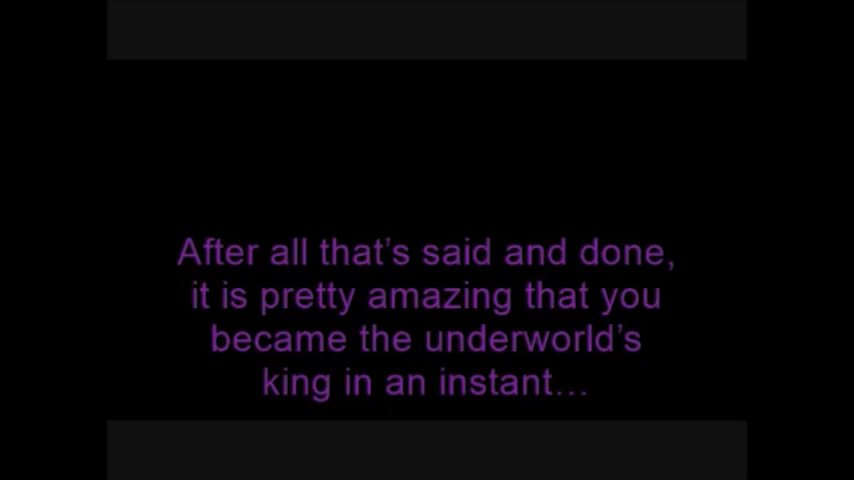 After all that’s said and done,
it is pretty amazing that you
became the underworld’s
king in an instant…